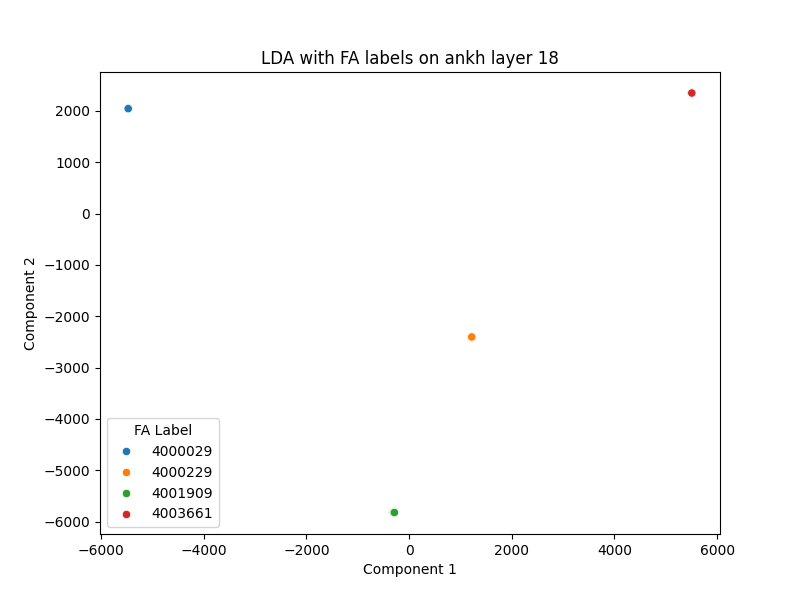 LDA with FA labels on ankh layer 18
2000
1000
0
−1000
−2000
−3000
−4000
−5000
−6000
Component 2
FA Label
4000029
4000229
4001909
4003661
−6000 −4000 −2000 0 2000 4000 6000
Component 1